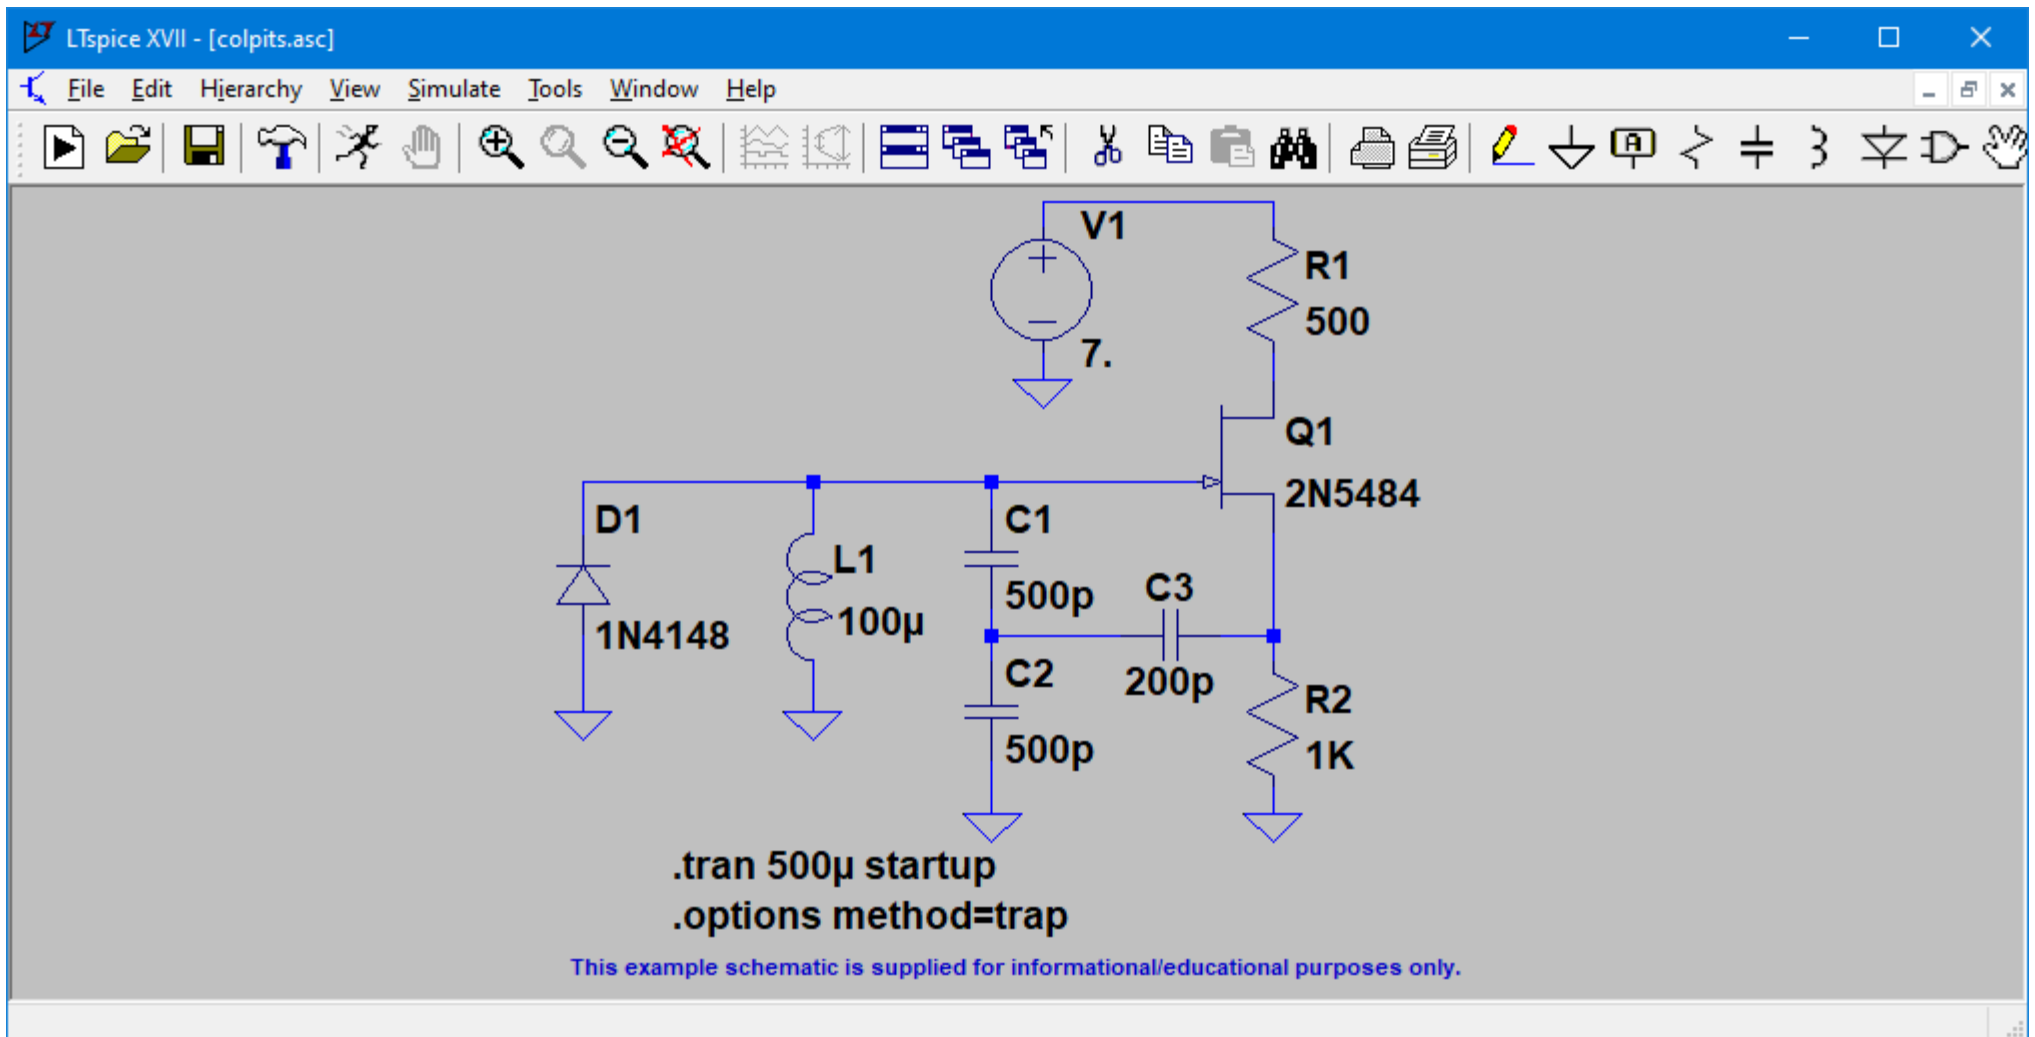 LTspice XVII - [colpits.asc]
File Edit Hierarchy View Simulate Tools Window Help
A
V1
7.
R1
500
Q1
2N5484
D1
1N4148
L1
100µ
C1
500p
C3
200p
C2
500p
R2
1K
.tran 500µ startup
.options method=trap
This example schematic is supplied for informational/educational purposes only.